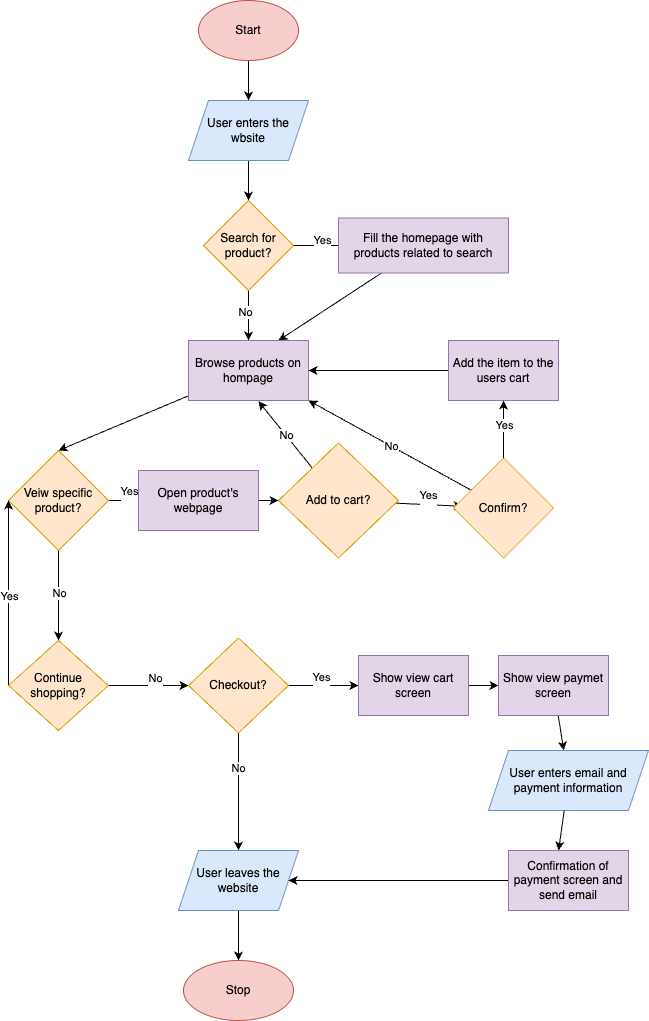 Start
User enters the
wbsite
Search for
product?
Yes
Fill the homepage with
products related to search
No
Browse products on
hompage
Add the item to the
users cart
No
No
Yes
Veiw specific
product?
Yes
Open product's
webpage
Add to cart?
Yes
Confirm?
Yes
No
Continue
shopping?
No
Checkout?
Yes
Show view cart
screen
Show view paymet
screen
No
User enters email and
payment information
User leaves the
website
Confirmation of
payment screen and
send email
Stop